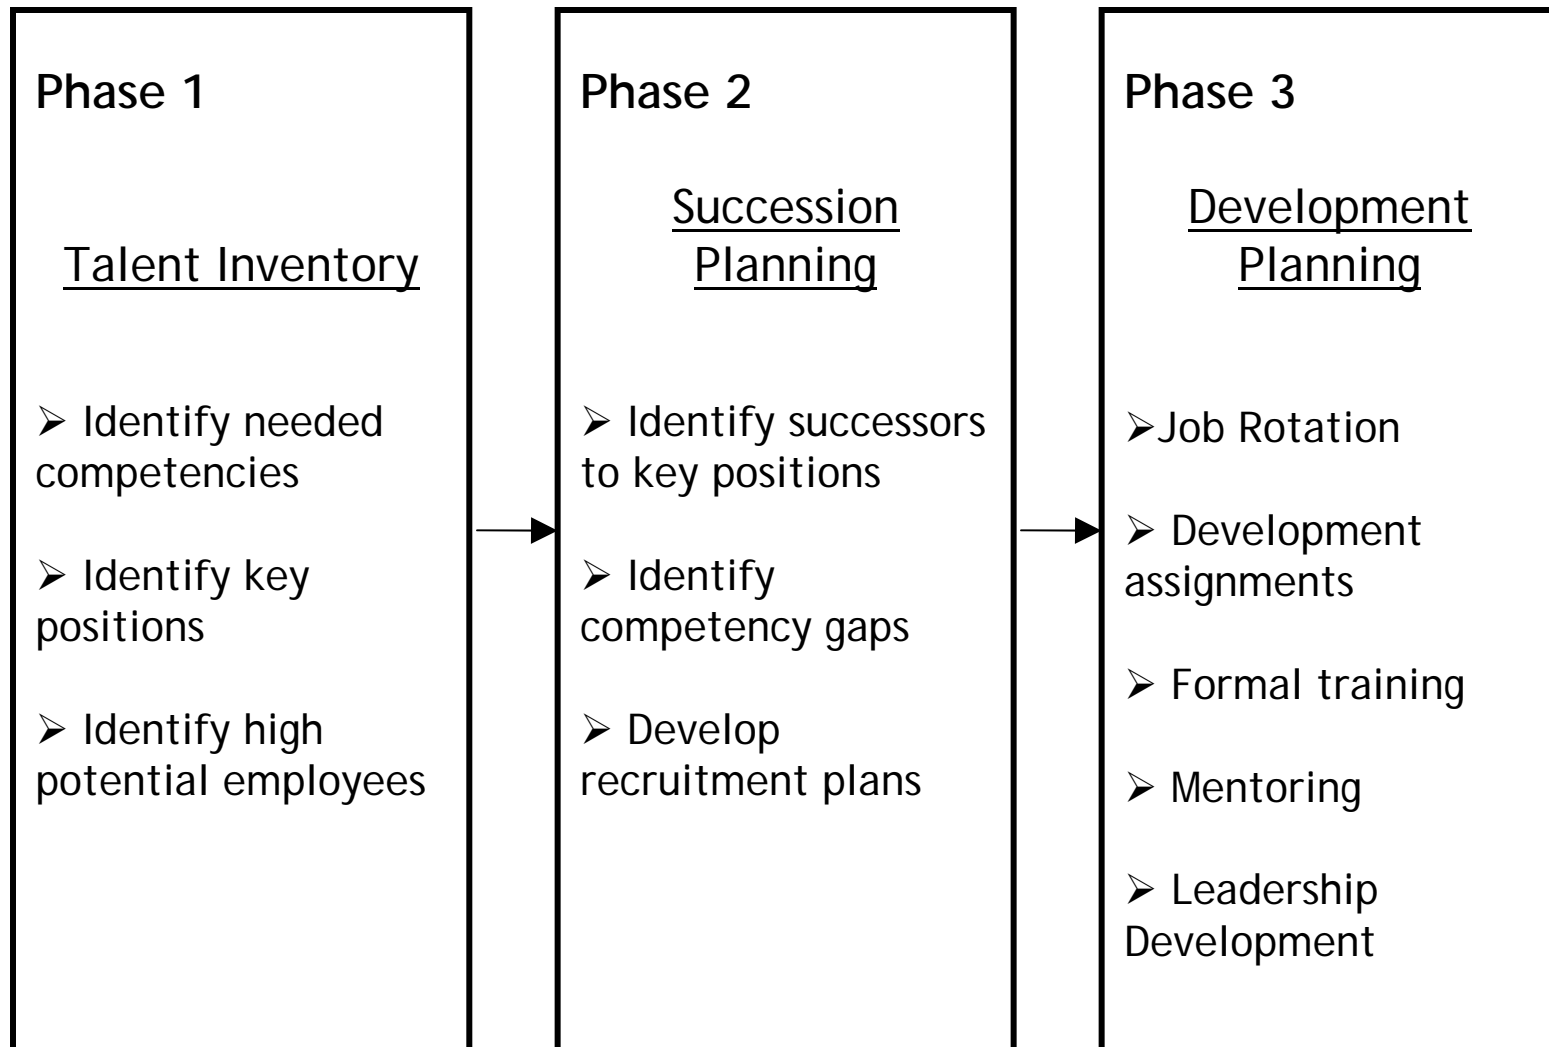 Phase 1
Talent Inventory
➢ Identify needed
competencies
➢ Identify key
positions
➢ Identify high
potential employees
Phase 2
Succession
Planning
➢ Identify successors
to key positions
➢ Identify
competency gaps
➢ Develop
recruitment plans
Phase 3
Development
Planning
➢Job Rotation
➢ Development
assignments
➢ Formal training
➢ Mentoring
➢ Leadership
Development